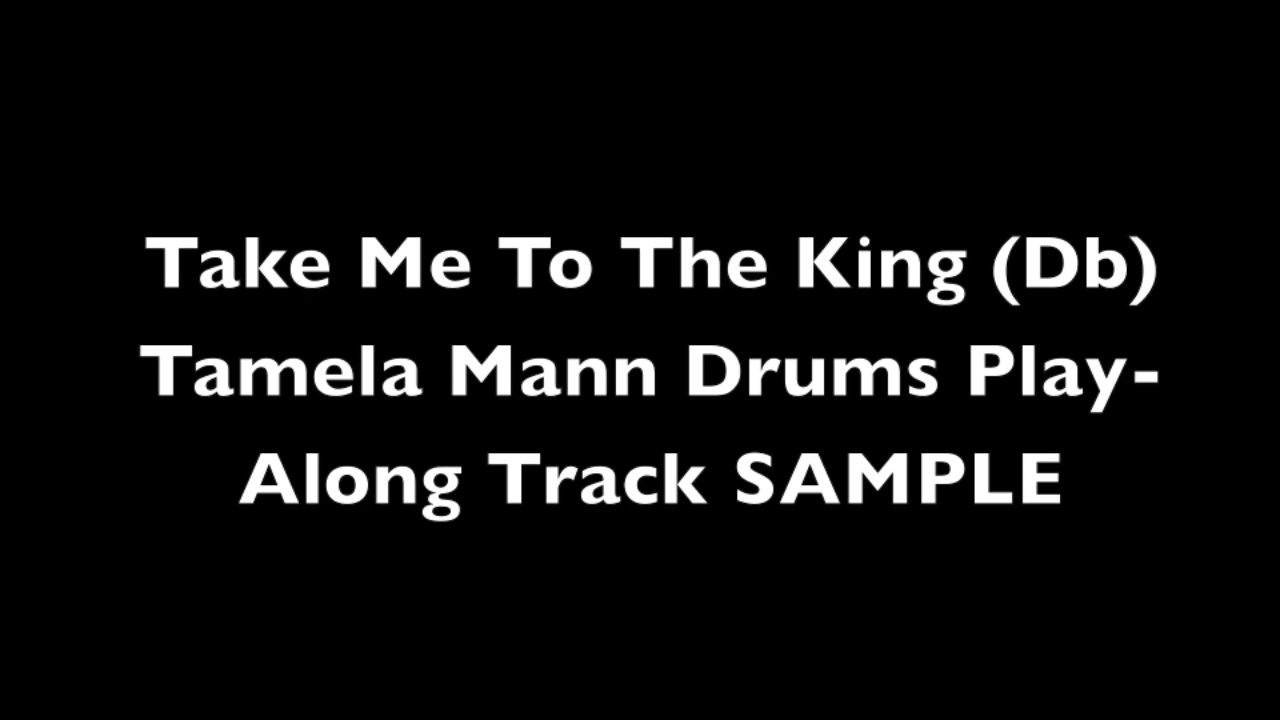 Take Me To The King (Db)
Tamela Mann Drums Play-
Along Track SAMPLE